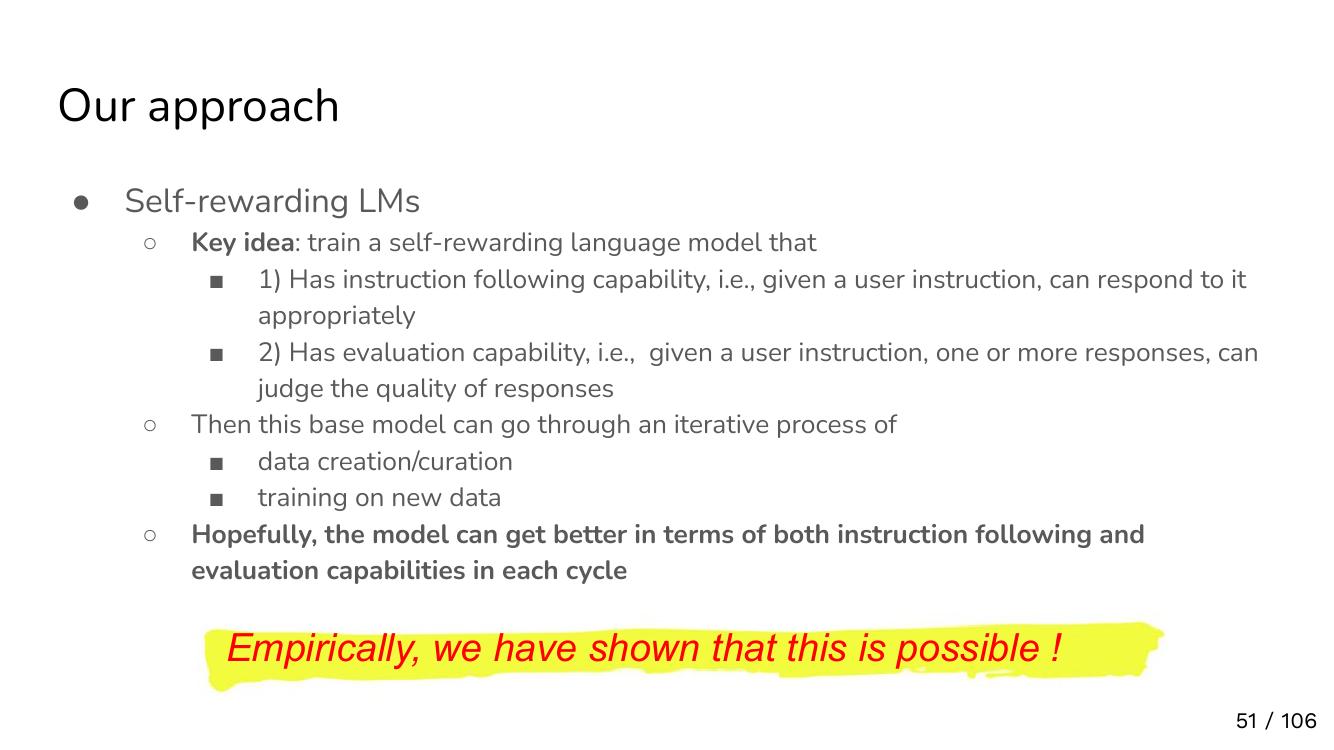 Our approach
● Self-rewarding LMs
○ Key idea: train a self-rewarding language model that
■ 1) Has instruction following capability, i.e., given a user instruction, can respond to it
appropriately
■ 2) Has evaluation capability, i.e.,  given a user instruction, one or more responses, can
judge the quality of responses
○ Then this base model can go through an iterative process of
■ data creation/curation
■ training on new data
○ Hopefully, the model can get better in terms of both instruction following and
evaluation capabilities in each cycle
Empirically, we have shown that this is possible !
51 / 106